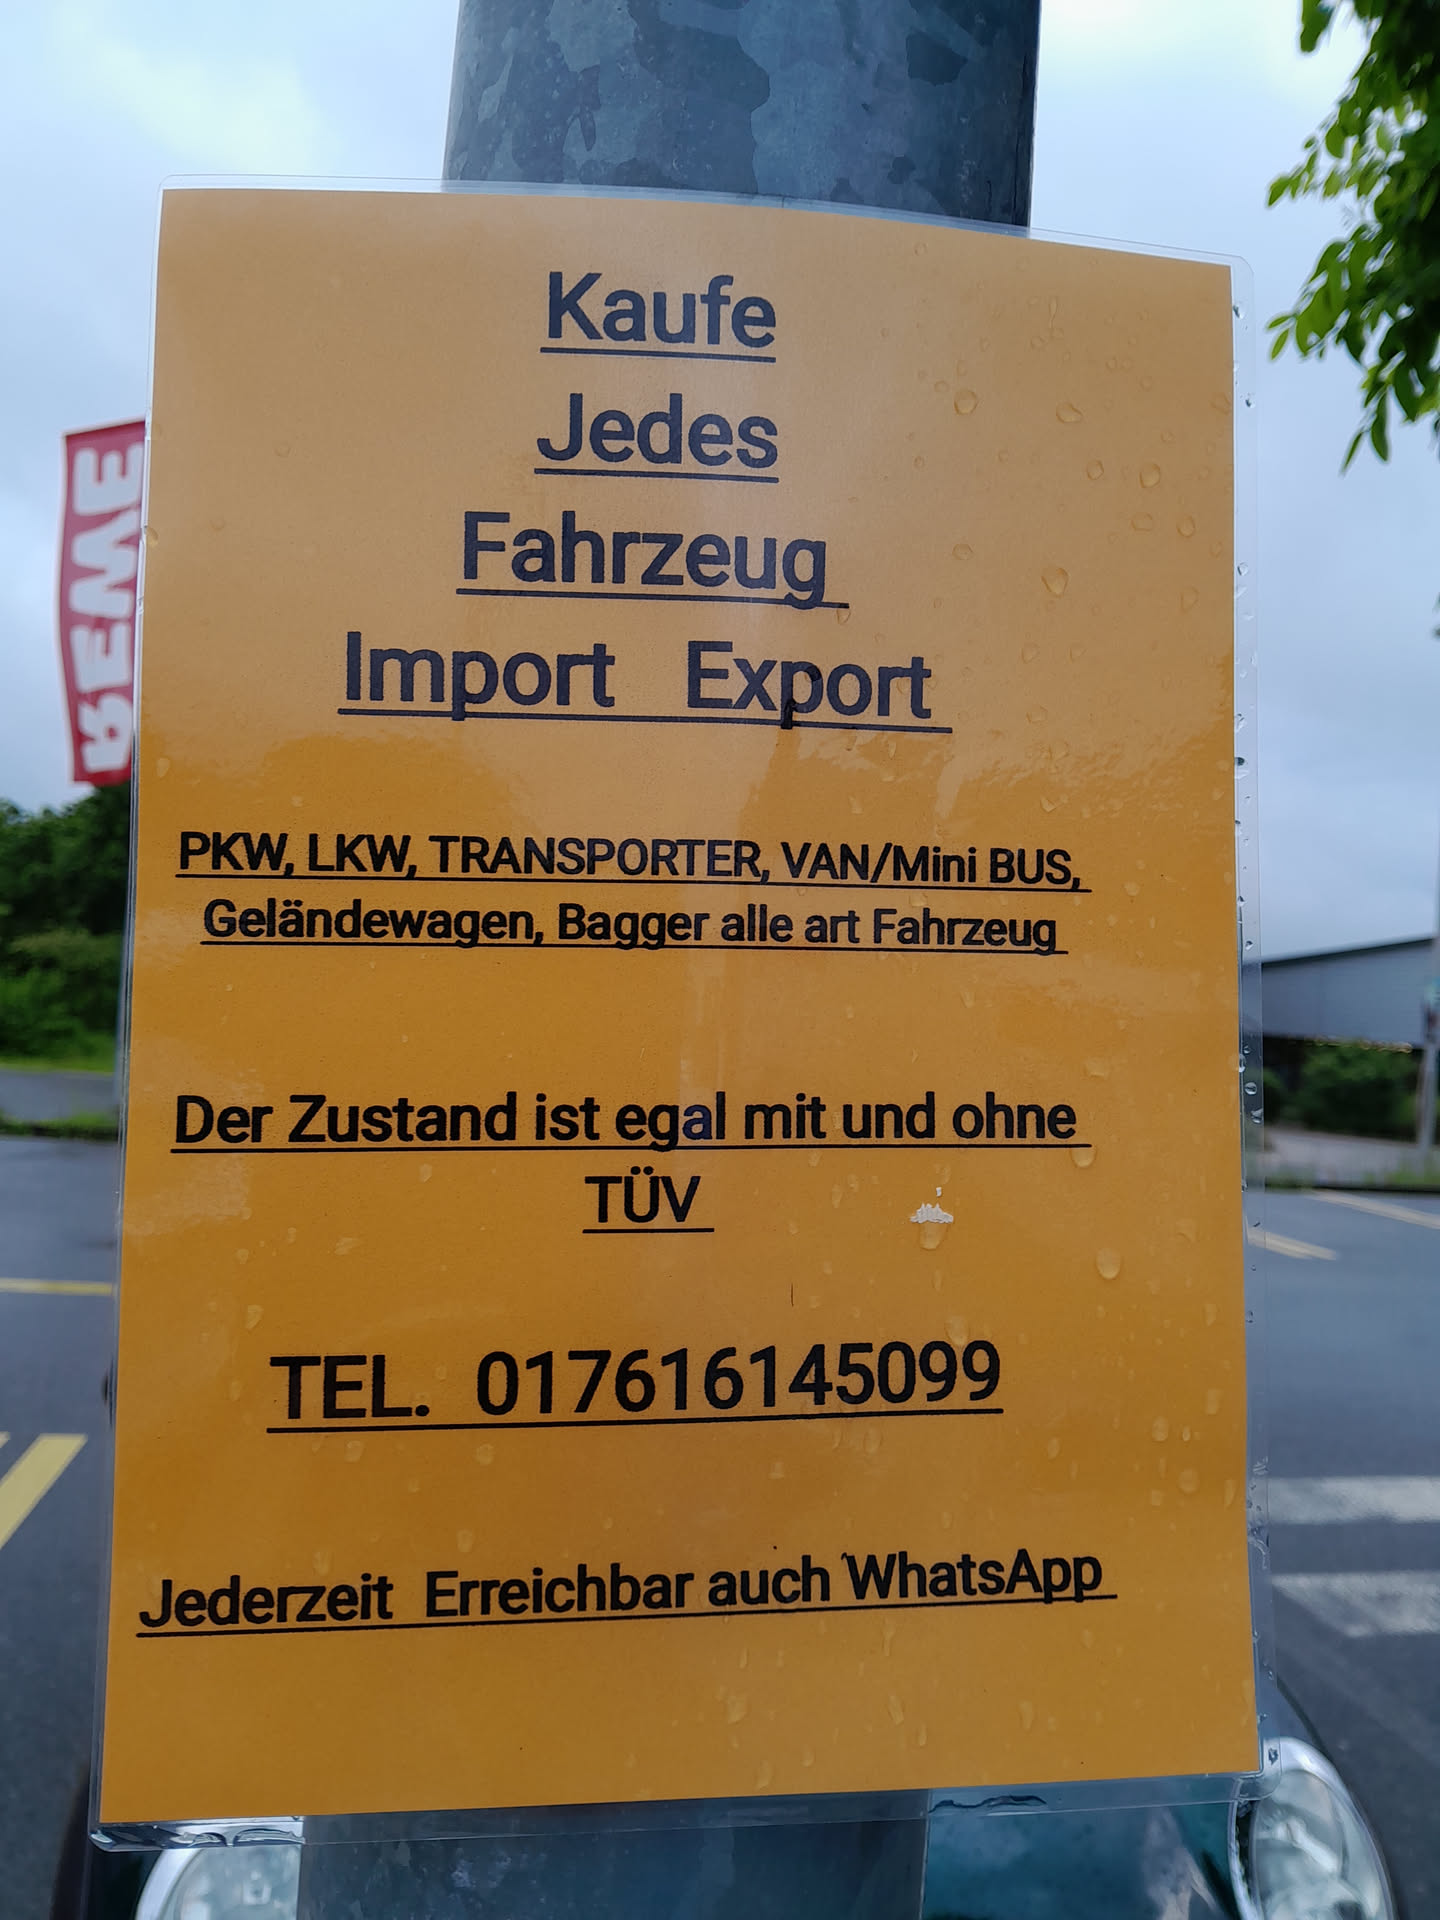 Kaufe
Jedes
Fahrzeug
Import Export
PKW, LKW, TRANSPORTER, VAN/Mini BUS,
Geländewagen, Bagger alle art Fahrzeug
Der Zustand ist egal mit und ohne
TÜV
TEL. 017616145099
Jederzeit Erreichbar auch WhatsApp
REWE